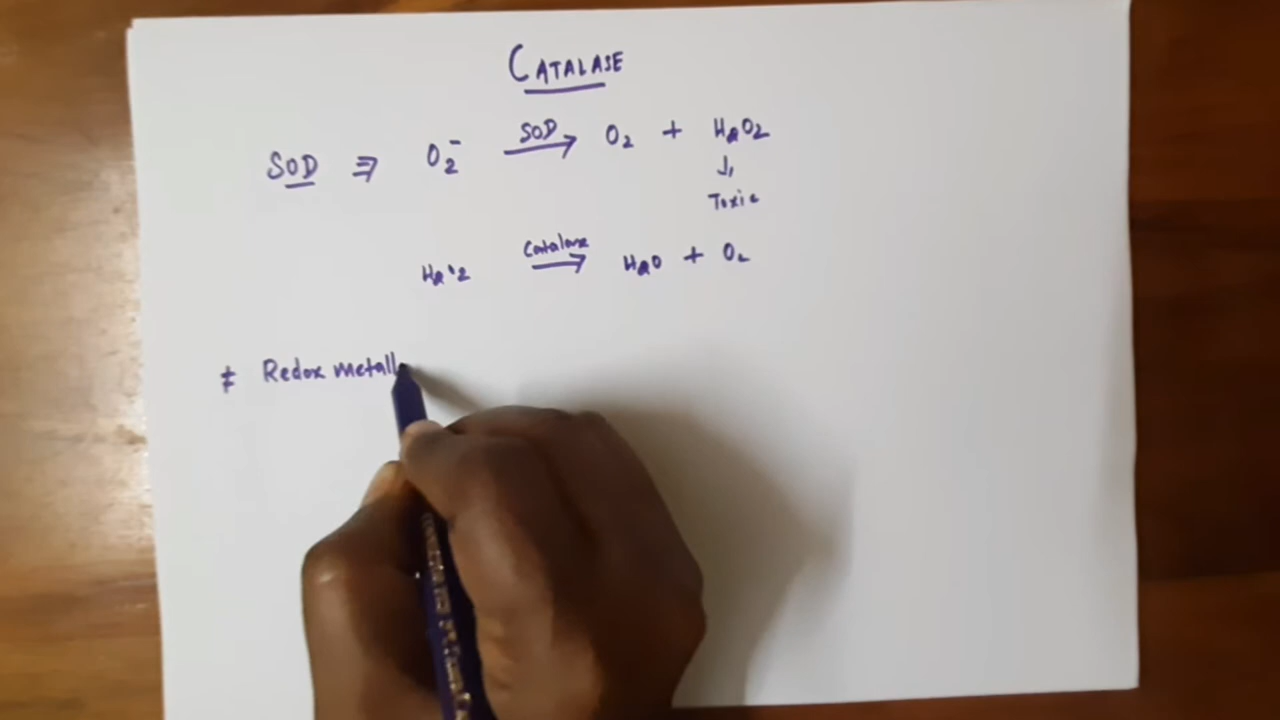 CATALASE
SOD ⇒ O2⁻ SOD → O2 + H2O2
↓
Toxic
H2O2 Catalase → H2O + O2
‡ Redox metall